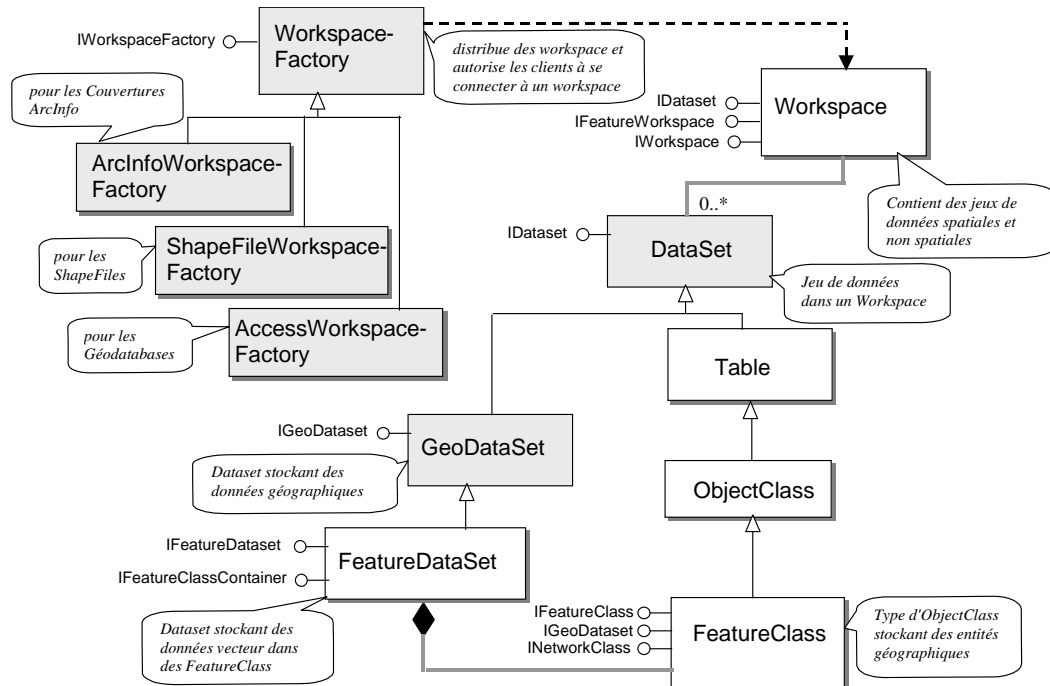 IWorkspaceFactory
Workspace-
Factory
distribue des workspace et
autorise les clients à se
connecter à un workspace
pour les Couvertures
ArcInfo
IDataset
IFeatureWorkspace
IWorkspace
Workspace
ArcInfoWorkspace-
Factory
Contient des jeux de
données spatiales et
non spatiales
0..*
IDataset
DataSet
pour les
ShapeFiles
ShapeFileWorkspace-
Factory
Jeu de données
dans un Workspace
pour les
Géodatabases
AccessWorkspace-
Factory
Table
IGeoDataset
GeoDataSet
Dataset stockant des
données géographiques
ObjectClass
IFeatureDataset
IFeatureClassContainer
FeatureDataSet
Dataset stockant des
données vecteur dans
des FeatureClass
IFeatureClass
IGeoDataset
INetworkClass
FeatureClass
Type d'ObjectClass
stockant des entités
géographiques